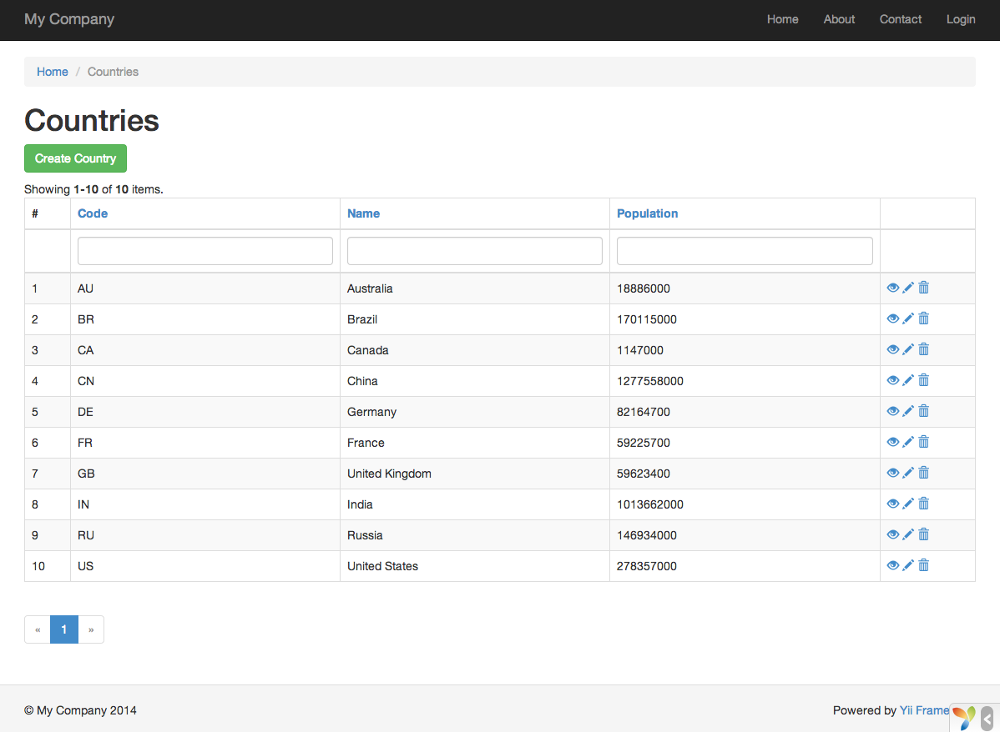 My Company Home About Contact Login
Home / Countries
Countries
Create Country
Showing 1-10 of 10 items.
# Code Name Population
1 AU Australia 18886000
2 BR Brazil 170115000
3 CA Canada 1147000
4 CN China 1277558000
5 DE Germany 82164700
6 FR France 59225700
7 GB United Kingdom 59623400
8 IN India 1013662000
9 RU Russia 146934000
10 US United States 278357000
« 1 »
© My Company 2014 Powered by Yii Frame